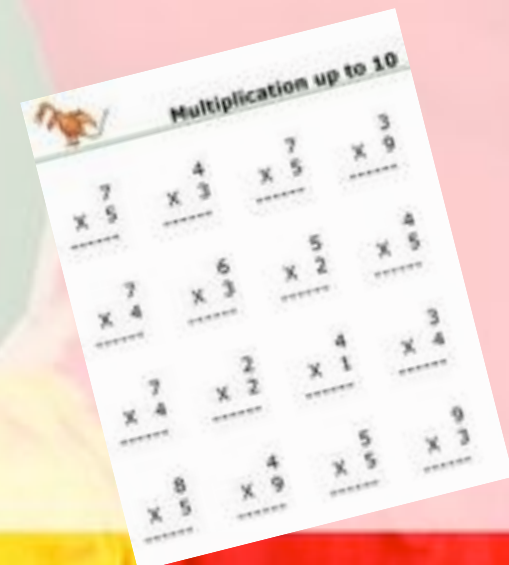 Multiplication up to 10
7 4 7 3
x 5 x 3 x 5 x 9
------ ------ ------ ------
7 6 5 4
x 4 x 3 x 2 x 5
------ ------ ------ ------
7 2 4 3
x 4 x 2 x 1 x 4
------ ------ ------ ------
8 4 5 9
x 5 x 9 x 5 x 3
------ ------ ------ ------